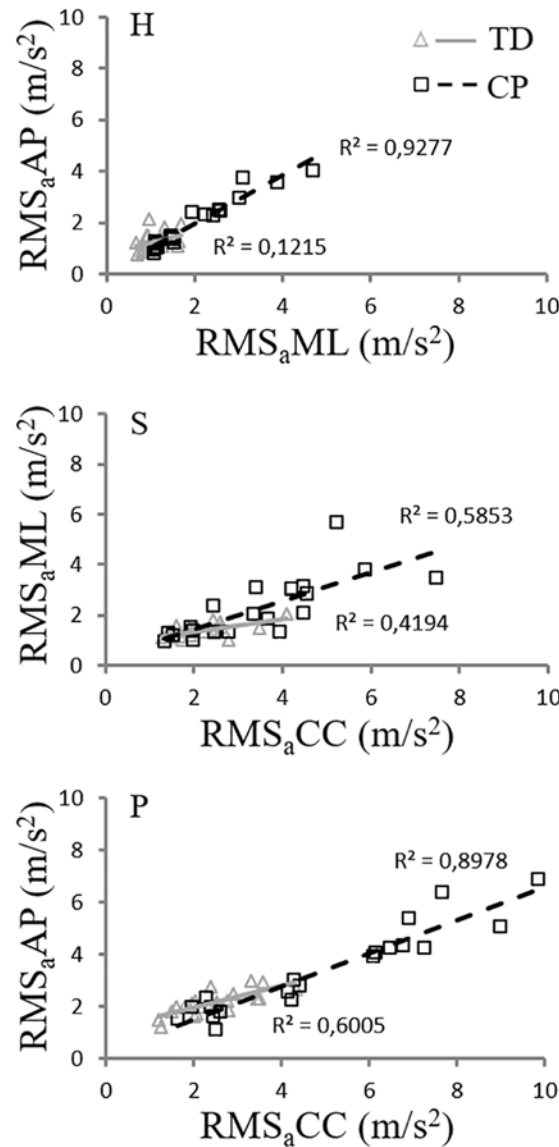 H
TD
CP
RMSₐAP (m/s²)
10
8
6
4
2
0
R² = 0,9277
R² = 0,1215
0 2 4 6 8 10
RMSₐML (m/s²)
S
RMSₐML (m/s²)
10
8
6
4
2
0
R² = 0,5853
R² = 0,4194
0 2 4 6 8 10
RMSₐCC (m/s²)
P
RMSₐAP (m/s²)
10
8
6
4
2
0
R² = 0,8978
R² = 0,6005
0 2 4 6 8 10
RMSₐCC (m/s²)